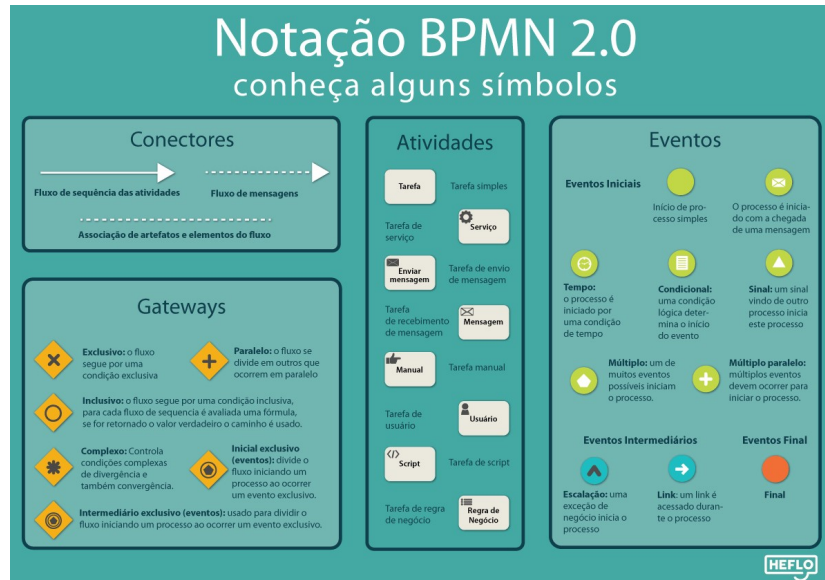 Notação BPMN 2.0
conheça alguns símbolos
Conectores
Fluxo de sequência das atividades
Fluxo de mensagens
Associação de artefatos e elementos do fluxo
Gateways
Exclusivo: o fluxo
segue por uma
condição exclusiva
Paralelo: o fluxo se
divide em outros que
ocorrem em paralelo
Inclusivo: o fluxo segue por uma condição inclusiva,
para cada fluxo de sequencia é avaliada uma fórmula,
se for retornado o valor verdadeiro o caminho é usado.
Complexo: Controla
condições complexas
de divergência e
também convergência.
Inicial exclusivo
(eventos): divide o
fluxo iniciando um
processo ao ocorrer
um evento exclusivo.
Intermediário exclusivo (eventos): usado para dividir o
fluxo iniciando um processo ao ocorrer um evento exclusivo.
Atividades
Tarefa
Tarefa simples
Tarefa de
serviço
Serviço
Enviar
mensagem
Tarefa de envio
de mensagem
Tarefa
de recebimento
de mensagem
Mensagem
Manual
Tarefa manual
Tarefa de
usuário
Usuário
</>
Script
Tarefa de script
Tarefa de regra
de negócio
Regra de
Negócio
Eventos
Eventos Iniciais
Início de pro-
cesso simples
O processo é inicia-
do com a chegada
de uma mensagem
Tempo:
o processo é
iniciado por
uma condição
de tempo
Condicional:
uma condição
lógica deter-
mina o início
do evento
Sinal: um sinal
vindo de outro
processo inicia
este processo
Múltiplo: um de
muitos eventos
possíveis iniciam
o processo.
Múltiplo paralelo:
múltiplos eventos
devem ocorrer para
iniciar o processo.
Eventos Intermediários
Escalação: uma
exceção de
negócio inicia o
processo
Link: um link é
acessado duran-
te o processo
Eventos Final
Final
HEFLO